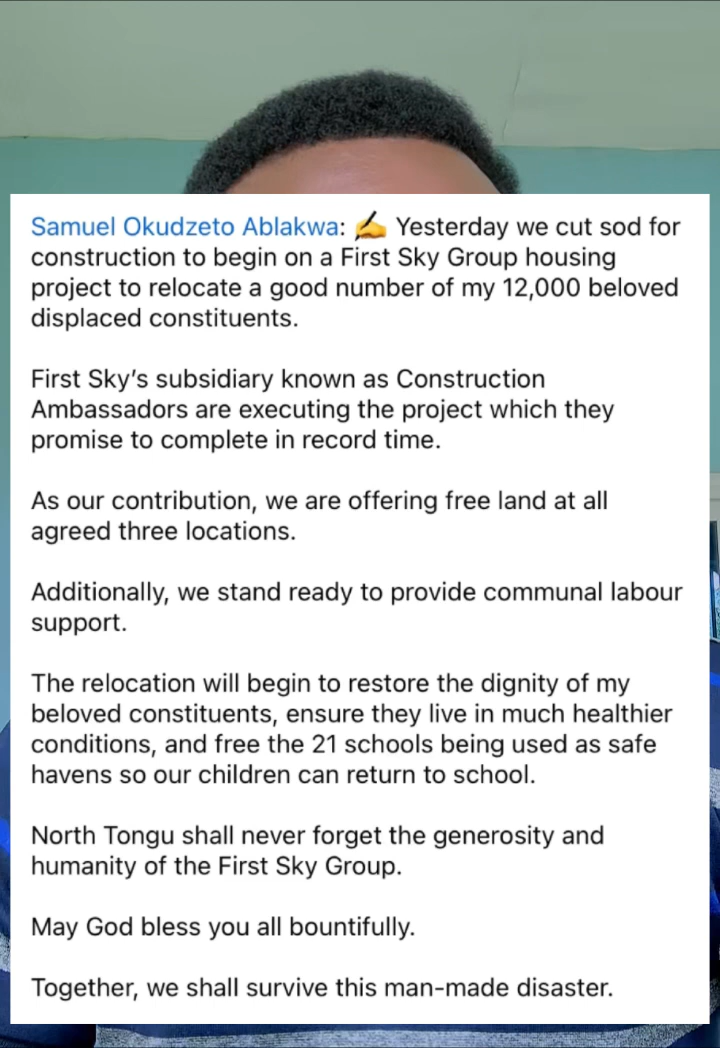 Samuel Okudzeto Ablakwa: ✍️ Yesterday we cut sod for
construction to begin on a First Sky Group housing
project to relocate a good number of my 12,000 beloved
displaced constituents.
First Sky's subsidiary known as Construction
Ambassadors are executing the project which they
promise to complete in record time.
As our contribution, we are offering free land at all
agreed three locations.
Additionally, we stand ready to provide communal labour
support.
The relocation will begin to restore the dignity of my
beloved constituents, ensure they live in much healthier
conditions, and free the 21 schools being used as safe
havens so our children can return to school.
North Tongu shall never forget the generosity and
humanity of the First Sky Group.
May God bless you all bountifully.
Together, we shall survive this man-made disaster.